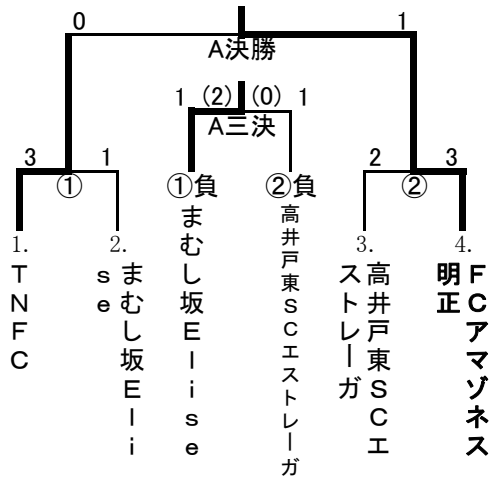 0
1
A決勝
1 (2) (0) 1
A三決
3
1
2
3
①
①負
②負
②
1.
TNFC
2.
まむし坂Eli
se
まむし坂Elise
高井戸東SCエストレーガ
3.
高井戸東SCエ
ストレーガ
4.
FCアマゾネス
明正